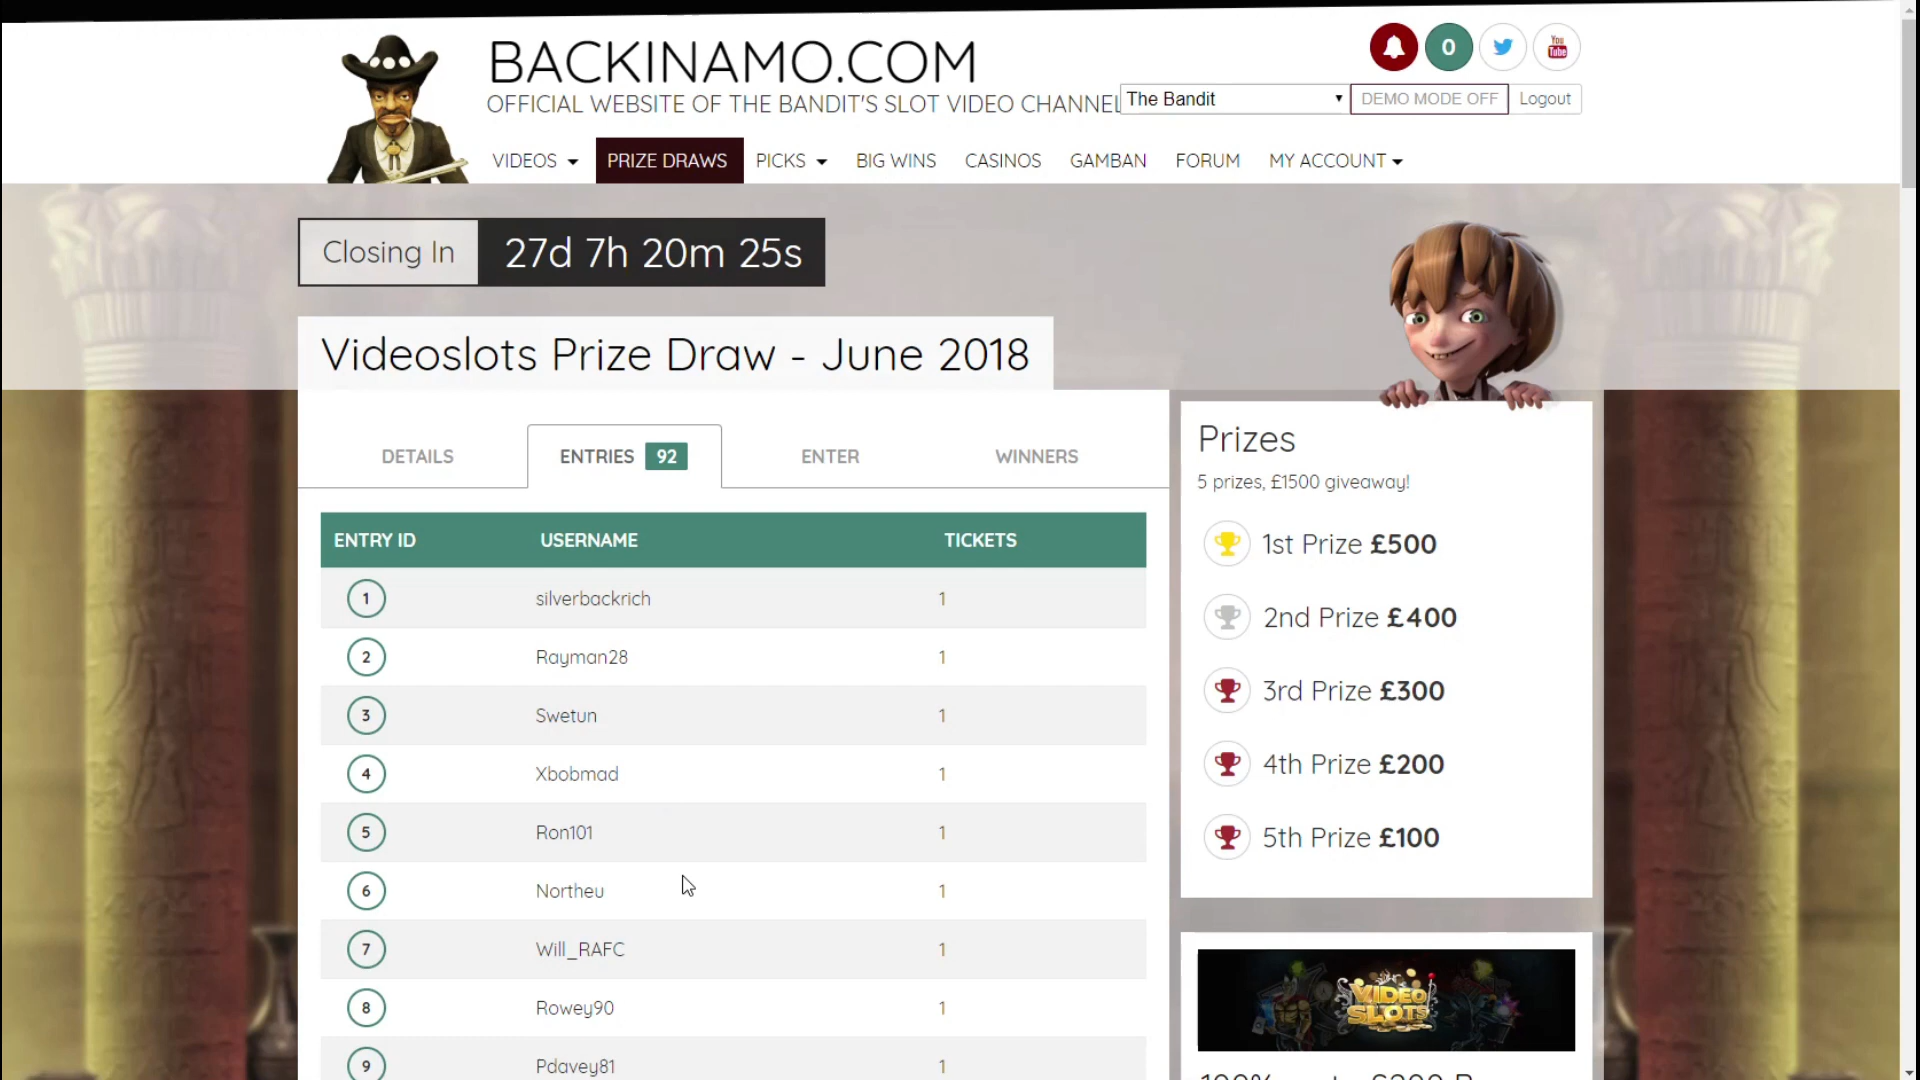 BACKINAMO.COM
OFFICIAL WEBSITE OF THE BANDIT'S SLOT VIDEO CHANNEL
0
You
Tube
The Bandit
DEMO MODE OFF
Logout
VIDEOS
PRIZE DRAWS
PICKS
BIG WINS
CASINOS
GAMBAN
FORUM
MY ACCOUNT
Closing In
27d 7h 20m 25s
Videoslots Prize Draw - June 2018
DETAILS
ENTRIES 92
ENTER
WINNERS
ENTRY ID USERNAME TICKETS
1 silverbackrich 1
2 Rayman28 1
3 Swetun 1
4 Xbobmad 1
5 Ron101 1
6 Northeu 1
7 Will_RAFC 1
8 Rowey90 1
9 Pdavey81 1
Prizes
5 prizes, £1500 giveaway!
1st Prize £500
2nd Prize £400
3rd Prize £300
4th Prize £200
5th Prize £100
VIDEO
SLOTS